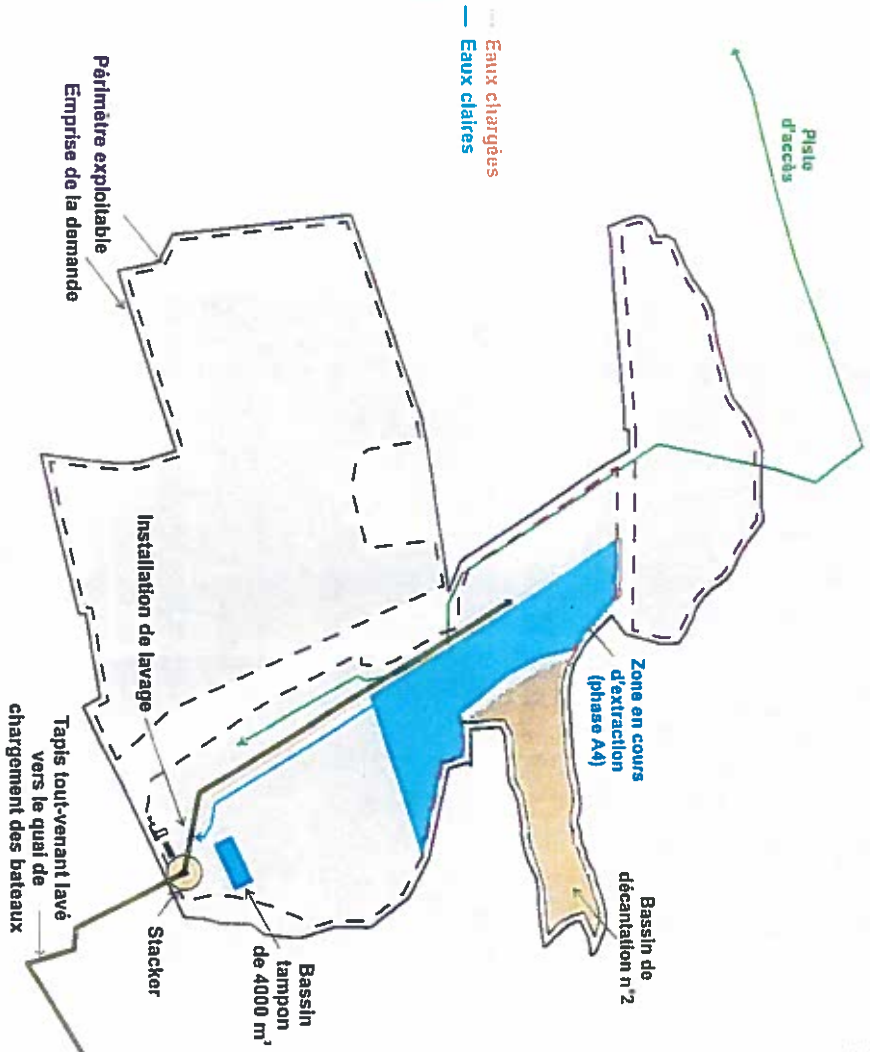 Piste
d'accès
Eaux chargées
Eaux claires
Périmètre exploitable
Emprise de la demande
Zone en cours
d'extraction
(phase A4)
Bassin de
décantation n°2
Installation de lavage
Tapis tout-venant lavé
vers le quai de
chargement des bateaux
Stacker
Bassin
tampon
de 4000 m³